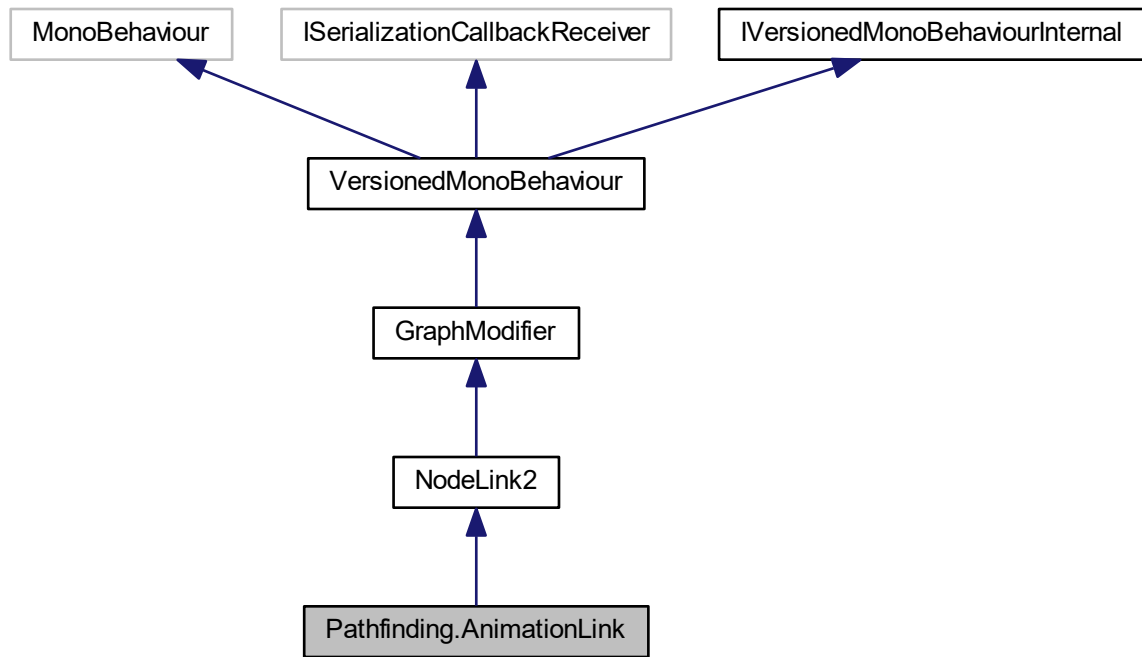 MonoBehaviour
ISerializationCallbackReceiver
IVersionedMonoBehaviourInternal
VersionedMonoBehaviour
GraphModifier
NodeLink2
Pathfinding.AnimationLink